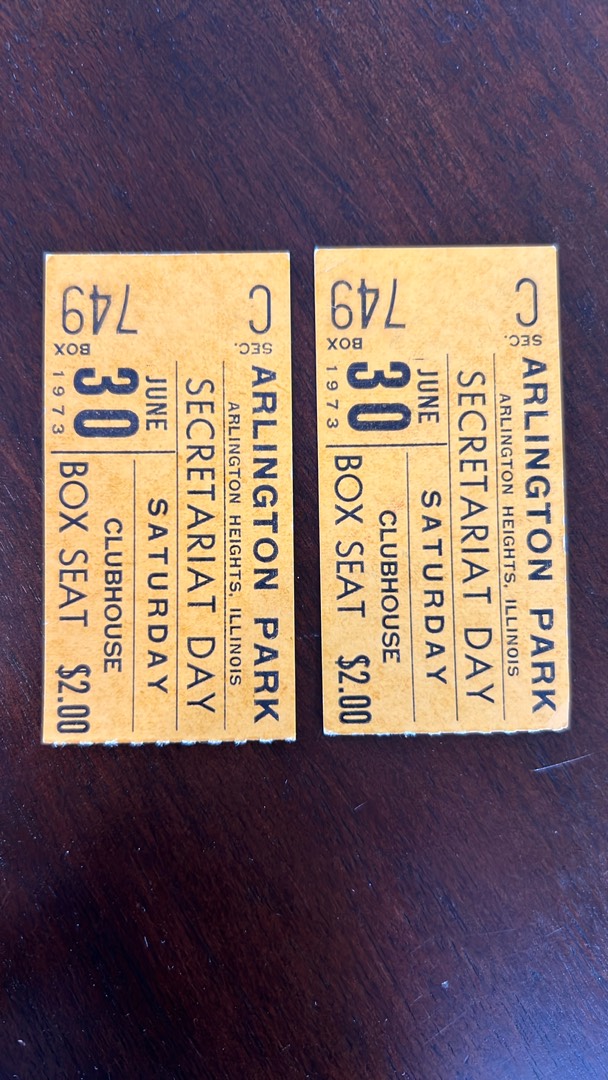 ARLINGTON PARK
ARLINGTON HEIGHTS, ILLINOIS
SECRETARIAT DAY
JUNE
30
1973
SATURDAY
CLUBHOUSE
BOX SEAT $2.00
SEC.
C
BOX
749
ARLINGTON PARK
ARLINGTON HEIGHTS, ILLINOIS
SECRETARIAT DAY
JUNE
30
1973
SATURDAY
CLUBHOUSE
BOX SEAT $2.00
SEC.
C
BOX
749